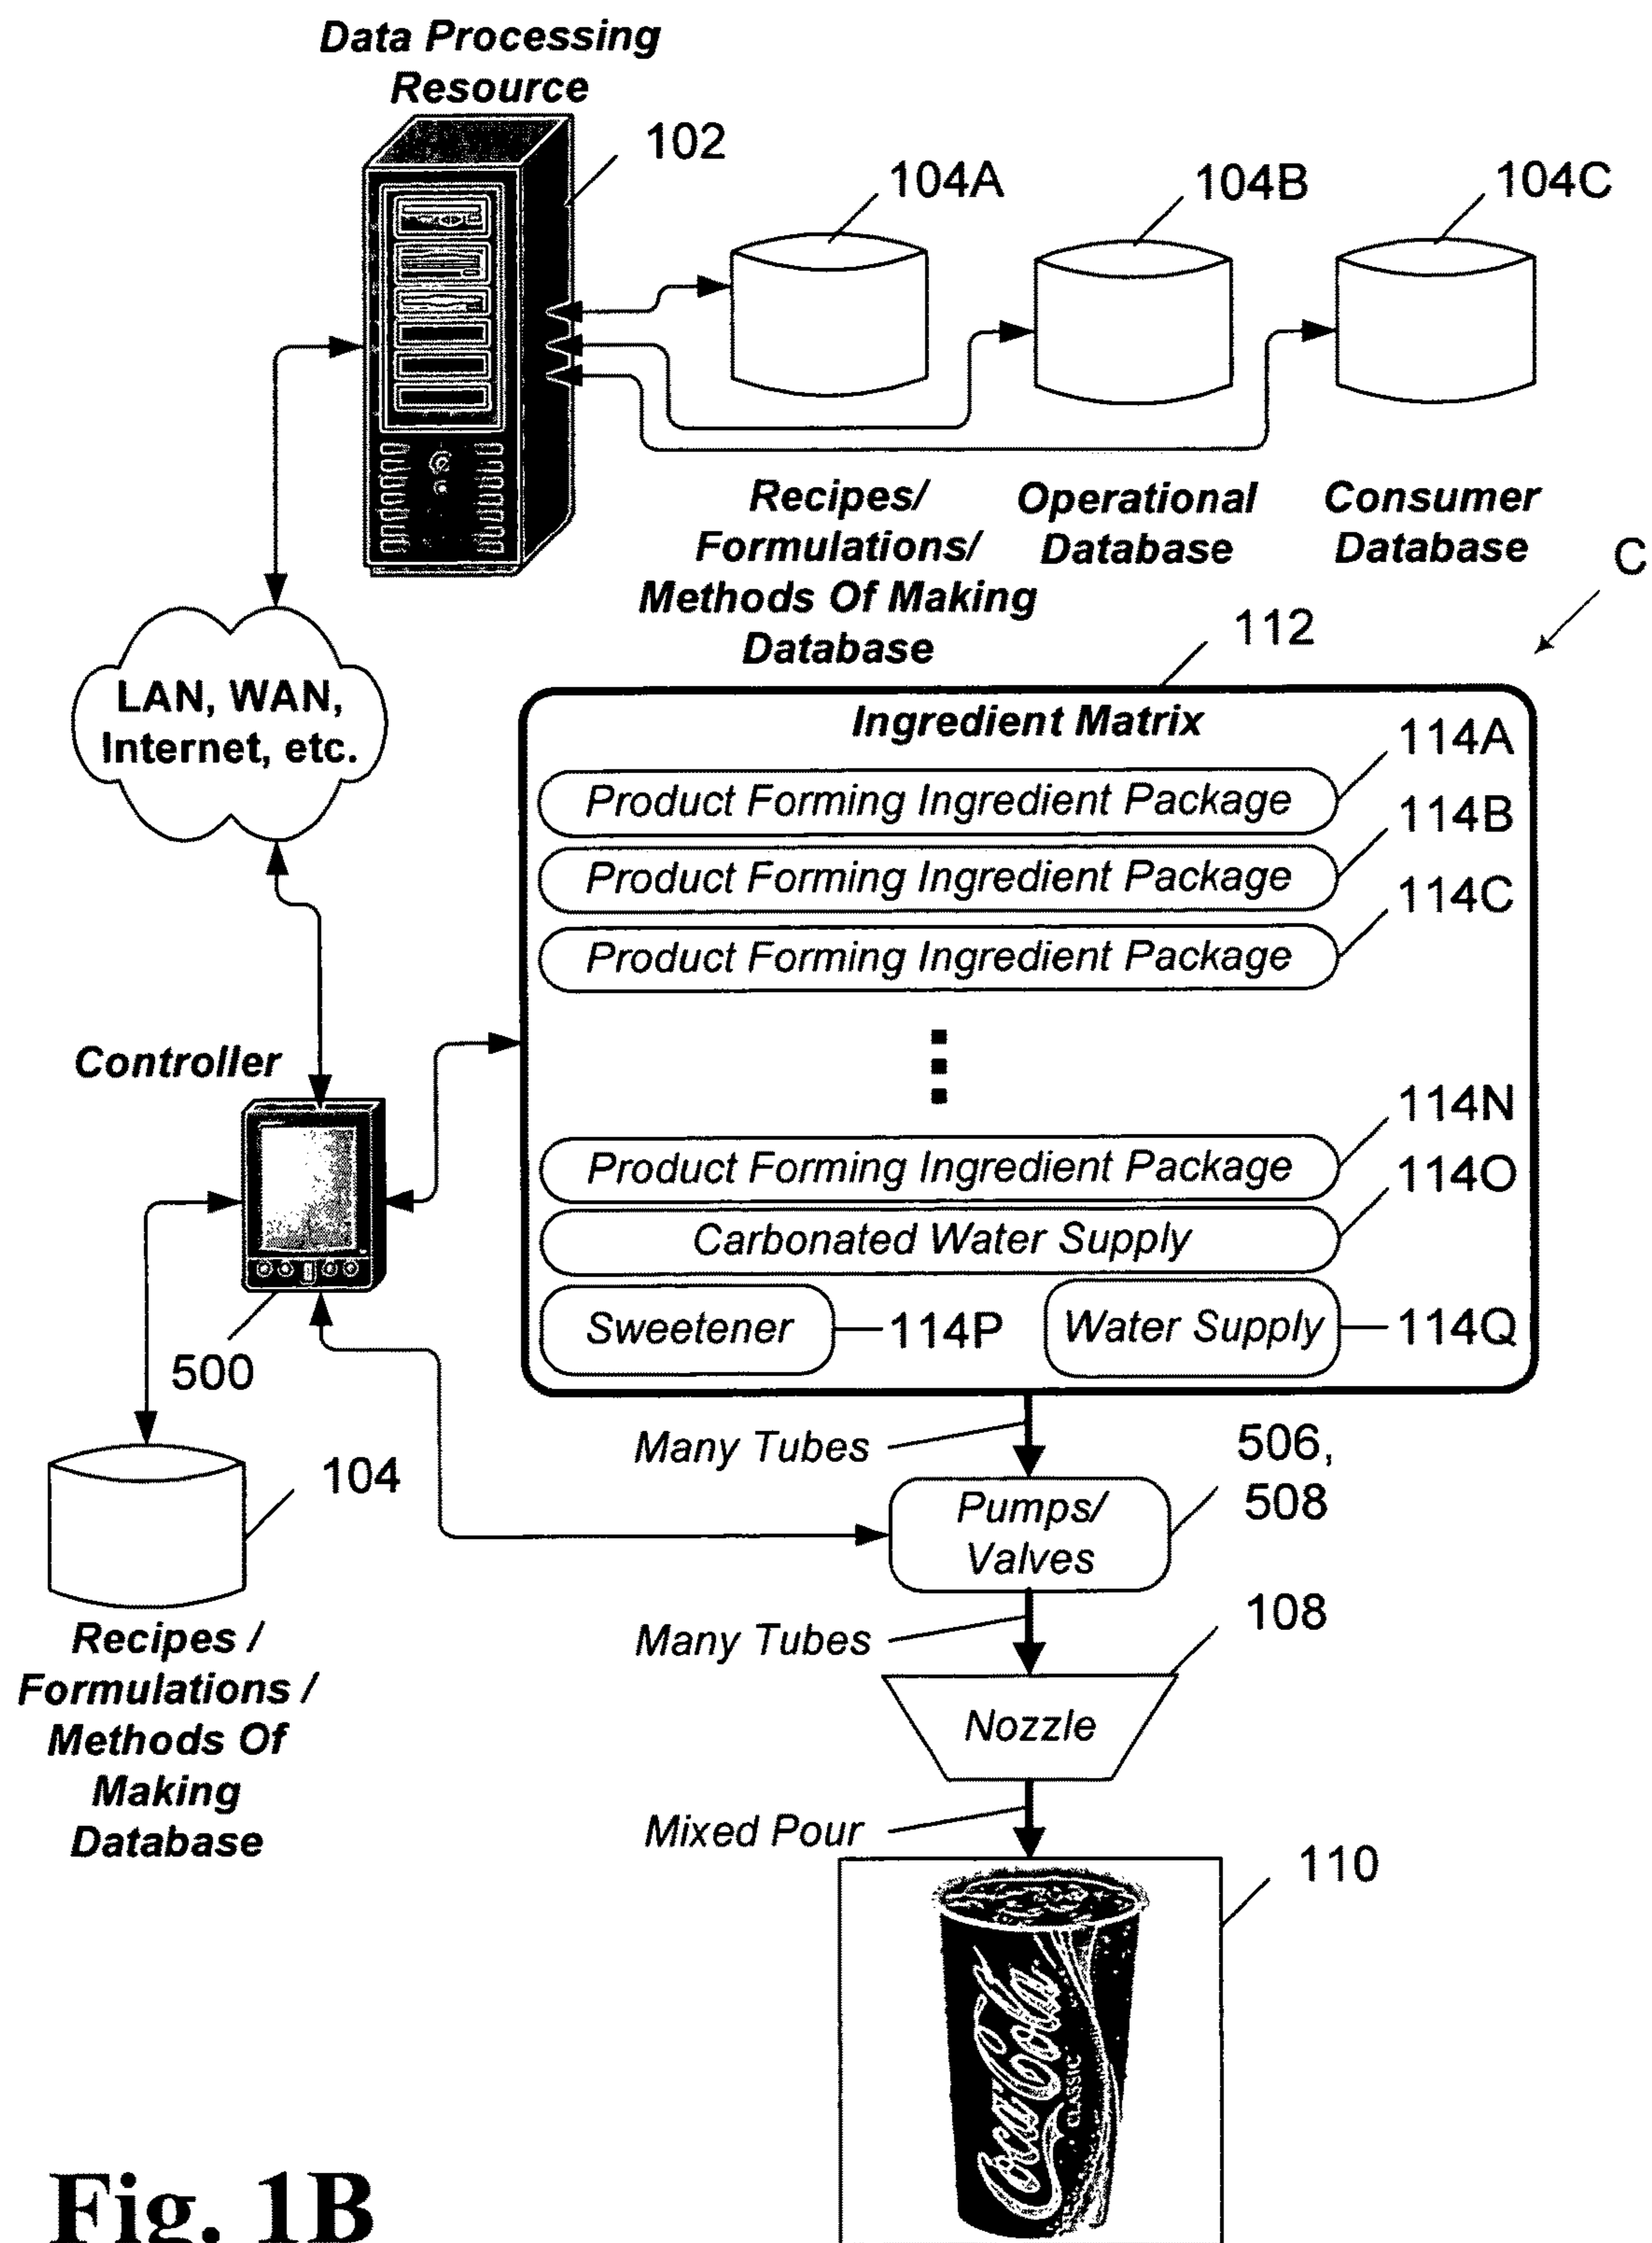 Data Processing
Resource
102
104A
104B
104C
Recipes/
Formulations/
Methods Of Making
Database
Operational
Database
Consumer
Database
C
LAN, WAN,
Internet, etc.
112
Ingredient Matrix
114A
Product Forming Ingredient Package
114B
Product Forming Ingredient Package
114C
Product Forming Ingredient Package
Controller
114N
Product Forming Ingredient Package
114O
Carbonated Water Supply
Sweetener
114P
Water Supply
114Q
500
Many Tubes
506,
508
104
Pumps/
Valves
Many Tubes
108
Recipes /
Formulations /
Methods Of
Making
Database
Nozzle
Mixed Pour
110
Coca-Cola
CLASSIC
Fig. 1B